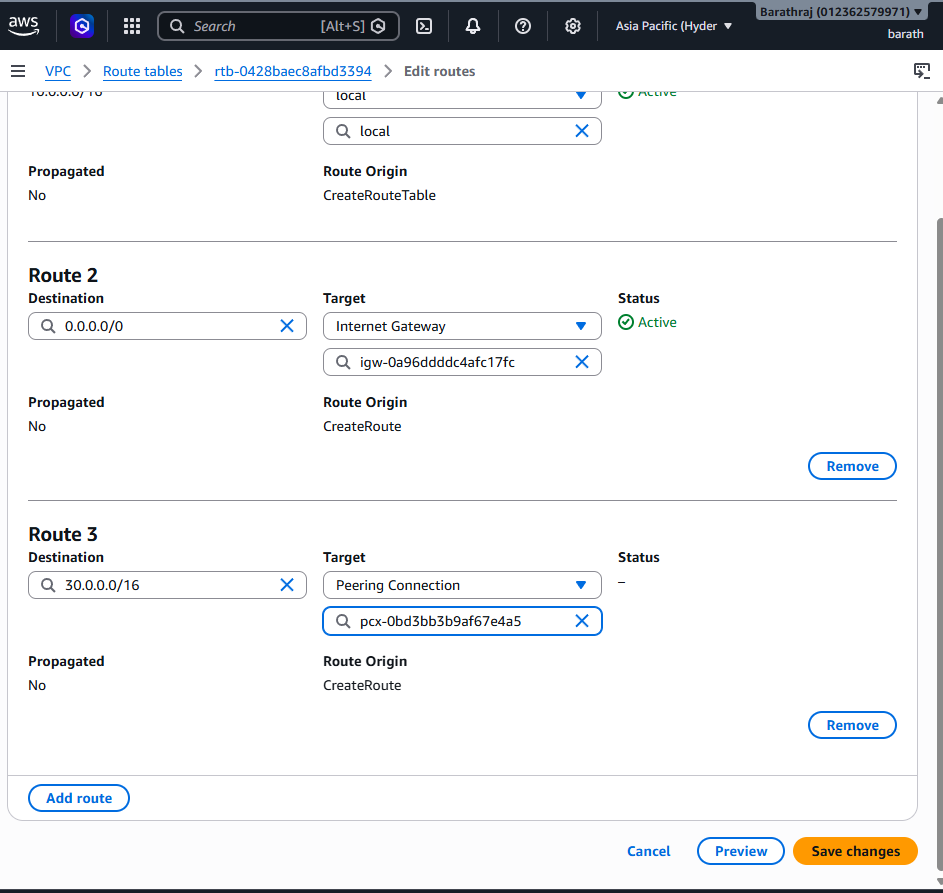 aws
Search [Alt+S]
Asia Pacific (Hyder
Barathraj (012362579971)
barath
VPC > Route tables > rtb-0428baec8afbd3394 > Edit routes
10.0.0.0/16 local Active
local
Propagated Route Origin
No CreateRouteTable
Route 2
Destination Target Status
0.0.0.0/0 Internet Gateway Active
igw-0a96ddddc4afc17fc
Propagated Route Origin
No CreateRoute
Remove
Route 3
Destination Target Status
30.0.0.0/16 Peering Connection –
pcx-0bd3bb3b9af67e4a5
Propagated Route Origin
No CreateRoute
Remove
Add route
Cancel Preview Save changes